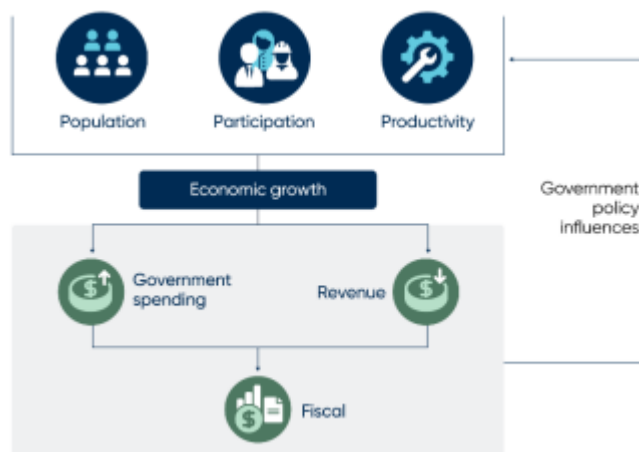 Population
Participation
Productivity
Economic growth
Government
policy
influences
Government
spending
Revenue
$
$
Fiscal
$